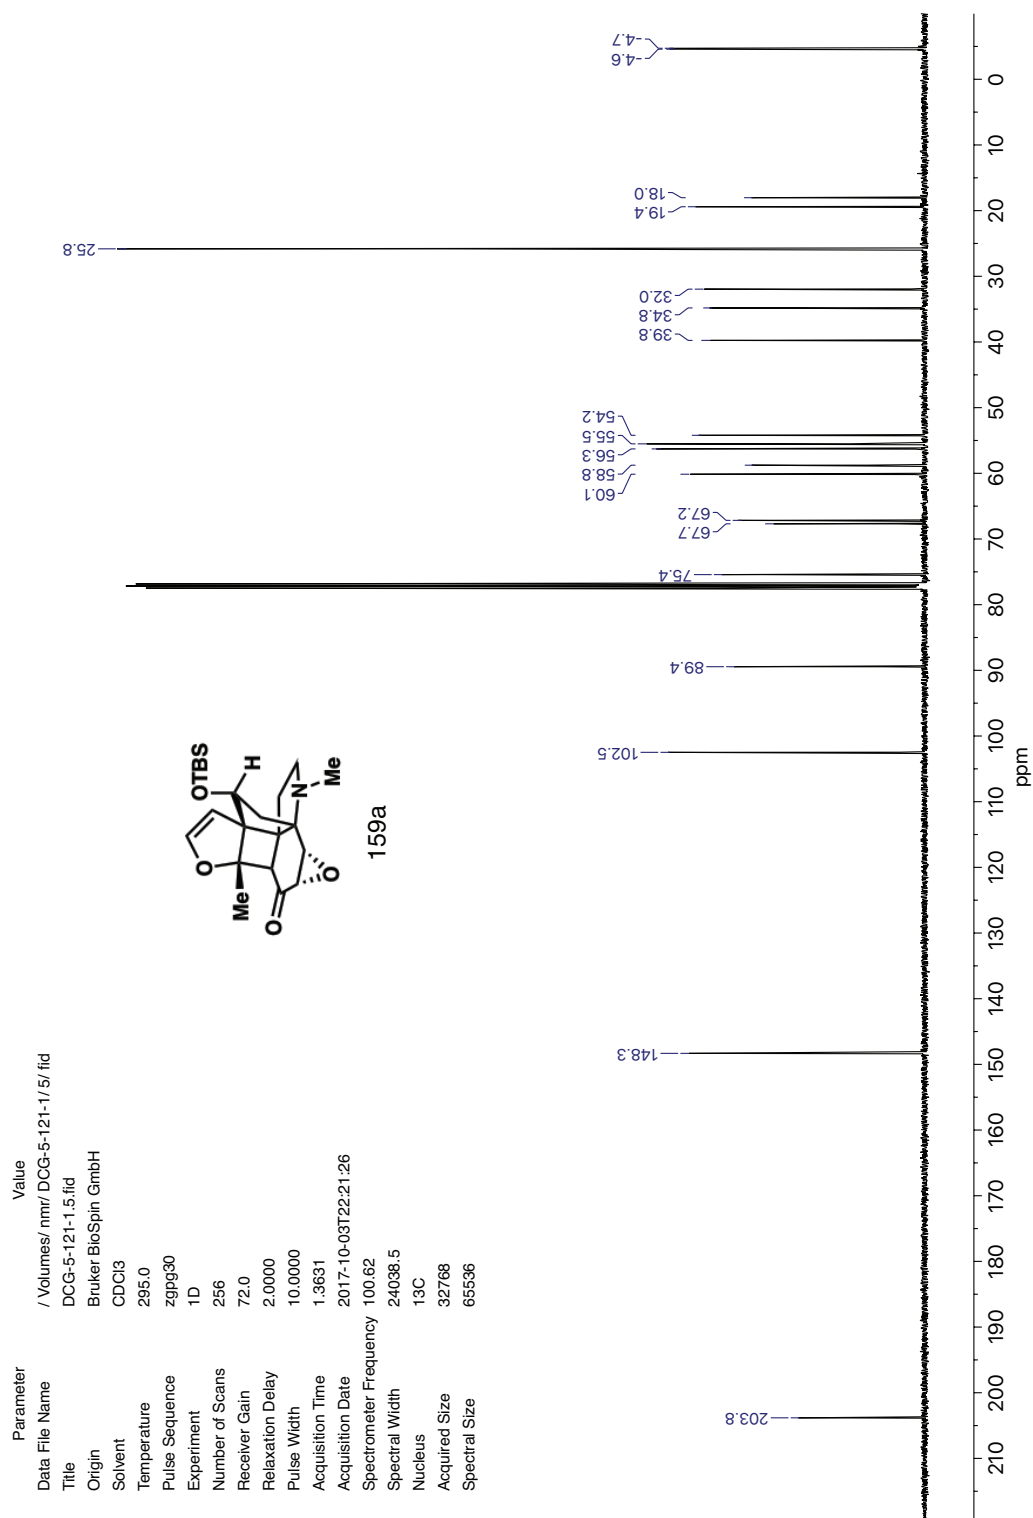 Parameter Value
Data File Name / Volumes/ nmr/ DCG-5-121-1/ 5/ fid
Title DCG-5-121-1.5.fid
Origin Bruker BioSpin GmbH
Solvent CDCl3
Temperature 295.0
Pulse Sequence zgpg30
Experiment 1D
Number of Scans 256
Receiver Gain 72.0
Relaxation Delay 2.0000
Pulse Width 10.0000
Acquisition Time 1.3631
Acquisition Date 2017-10-03T22:21:26
Spectrometer Frequency 100.62
Spectral Width 24038.5
Nucleus 13C
Acquired Size 32768
Spectral Size 65536
OTBS
H
O
Me
N
Me
O
O
159a
203.8
148.3
102.5
89.4
75.4
67.7
67.2
60.1
58.8
56.3
55.5
54.2
39.8
34.8
32.0
25.8
19.4
18.0
-4.6
-4.7
210 200 190 180 170 160 150 140 130 120 110 100 90 80 70 60 50 40 30 20 10 0
ppm